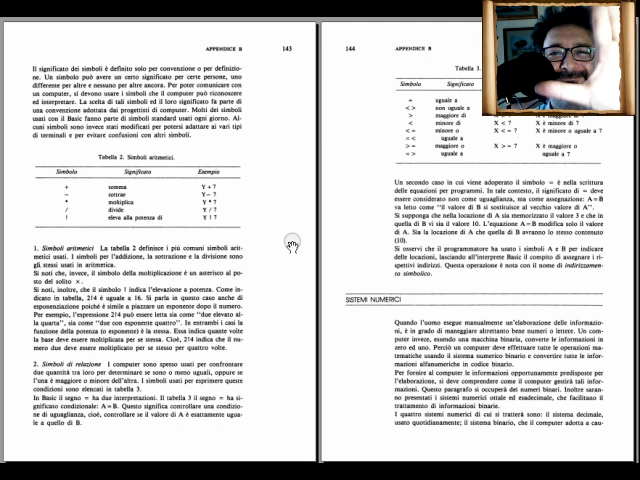 APPENDICE B 143
Il significato dei simboli è definito solo per convenzione o per definizio-
ne. Un simbolo può avere un certo significato per certe persone, uno
differente per altre e nessuno per altre ancora. Per poter comunicare con
un computer, si devono usare i simboli che il computer può riconoscere
ed interpretare. La scelta di tali simboli ed il loro significato fa parte di
una convenzione adottata dai progettisti di computer. Molti dei simboli
usati con il Basic fanno parte di simboli standard usati ogni giorno. Al-
cuni simboli sono invece stati modificati per potersi adattare ai vari tipi
di terminali e per evitare confusioni con altri simboli.
Tabella 2. Simboli aritmetici.
Simbolo Significato Esempio
+ somma Y + 7
− sottrae Y − 7
* moltiplica Y * 7
/ divide Y / 7
! eleva alla potenza di Y ! 7
1. Simboli aritmetici La tabella 2 definisce i più comuni simboli arit-
metici usati. I simboli per l'addizione, la sottrazione e la divisione sono
gli stessi usati in aritmetica.
Si noti che, invece, il simbolo della moltiplicazione è un asterisco al po-
sto del solito ×.
Si noti, inoltre, che il simbolo ! indica l'elevazione a potenza. Come in-
dicato in tabella, 2!4 è uguale a 16. Si parla in questo caso anche di
esponenziazione poiché è simile a piazzare un esponente dopo il numero.
Per esempio, l'espressione 2!4 può essere letta sia come "due elevato al-
la quarta", sia come "due con esponente quattro". In entrambi i casi la
funzione della potenza (o esponente) è la stessa. Essa indica quante volte
la base deve essere moltiplicata per se stessa. Cioè, 2!4 indica che il nu-
mero due deve essere moltiplicato per se stesso per quattro volte.
2. Simboli di relazione I computer sono spesso usati per confrontare
due quantità tra loro per determinare se sono o meno uguali, oppure se
l'una è maggiore o minore dell'altra. I simboli usati per esprimere queste
condizioni sono elencati in tabella 3.
In Basic il segno = ha due interpretazioni. Il tabella 3 il segno = ha si-
gnificato condizionale: A = B. Questo significa controllare una condizio-
ne di uguaglianza, cioè, controllare se il valore di A è esattamente ugua-
le a quello di B.
144 APPENDICE B
Tabella 3.
Simbolo Significato
= uguale a
< > non uguale a
> maggiore di X > 7 X è maggiore di 7
< minore di X < 7 X è minore di 7
< = minore o X < = 7 X è minore o uguale a 7
= < uguale a
> = maggiore o X > = 7 X è maggiore o
= > uguale a uguale a 7
Un secondo caso in cui viene adoperato il simbolo = è nella scrittura
delle equazioni per programmi. In tale contesto, il significato di = deve
essere considerato non come uguaglianza, ma come assegnazione: A = B
va letto come "il valore di B si sostituisce al vecchio valore di A".
Si supponga che nella locazione di A sia memorizzato il valore 3 e che in
quella di B vi sia il valore 10. L'equazione A = B modifica solo il valore
di A. Sia la locazione di A che quella di B avranno lo stesso contenuto
(10).
Si osservi che il programmatore ha usato i simboli A e B per indicare
delle locazioni, lasciando all'interprete Basic il compito di assegnare i ri-
spettivi indirizzi. Questa operazione è nota con il nome di indirizzamen-
to simbolico.
SISTEMI NUMERICI
Quando l'uomo esegue manualmente un'elaborazione delle informazio-
ni, è in grado di maneggiare altrettanto bene numeri o lettere. Un com-
puter invece, essendo una macchina binaria, converte le informazioni in
zero ed uno. Perciò un computer deve effettuare tutte le operazioni ma-
tematiche usando il sistema numerico binario e convertire tutte le infor-
mazioni alfanumeriche in codice binario.
Per fornire al computer le informazioni opportunamente predisposte per
l'elaborazione, si deve comprendere come il computer gestirà tali infor-
mazioni. Questo paragrafo si occuperà dei numeri binari. Inoltre saran-
no presentati i sistemi numerici ottale ed esadecimale, che facilitano il
trattamento di informazioni binarie.
I quattro sistemi numerici di cui si tratterà sono: il sistema decimale,
usato quotidianamente; il sistema binario, che il computer adotta a cau-